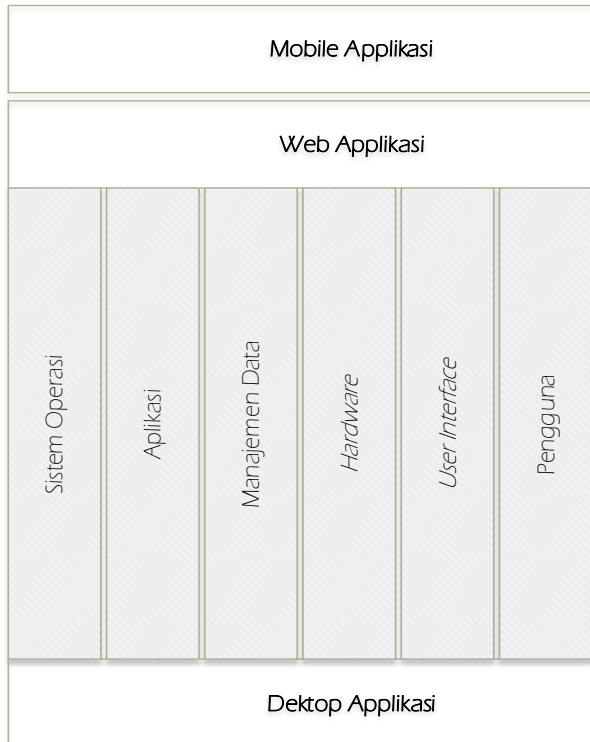 Mobile Applikasi
Web Applikasi
Sistem Operasi
Aplikasi
Manajemen Data
Hardware
User Interface
Pengguna
Dektop Applikasi